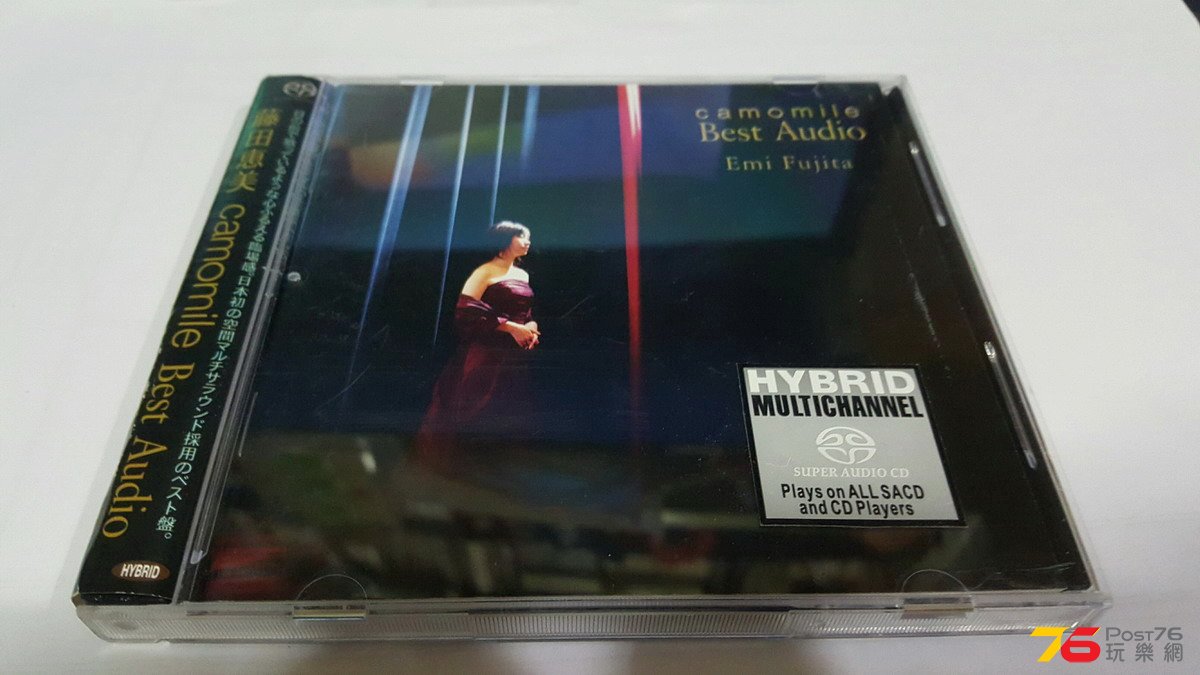 藤田恵美 camomile Best Audio
日本初の空間マルチサラウンド採用のベスト盤。
HYBRID
camomile
Best Audio
Emi Fujita
HYBRID
MULTICHANNEL
SUPER AUDIO CD
Plays on ALL SACD
and CD Players
76 POST76
玩樂網